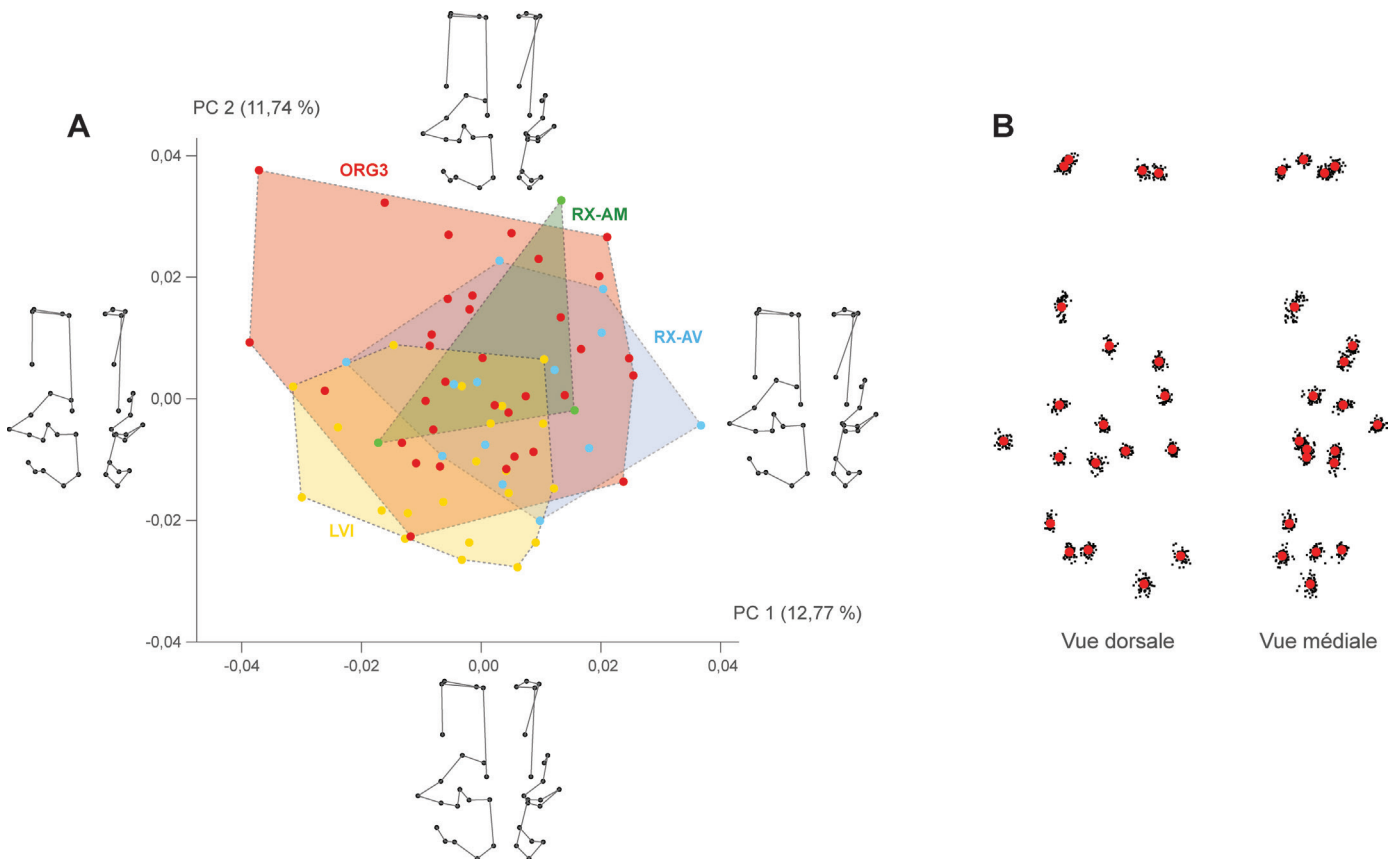 A
PC 2 (11,74 %)
0,04
0,02
0,00
-0,02
-0,04
ORG3
RX-AM
RX-AV
LVI
PC 1 (12,77 %)
-0,04
-0,02
0,00
0,02
0,04
B
Vue dorsale
Vue médiale